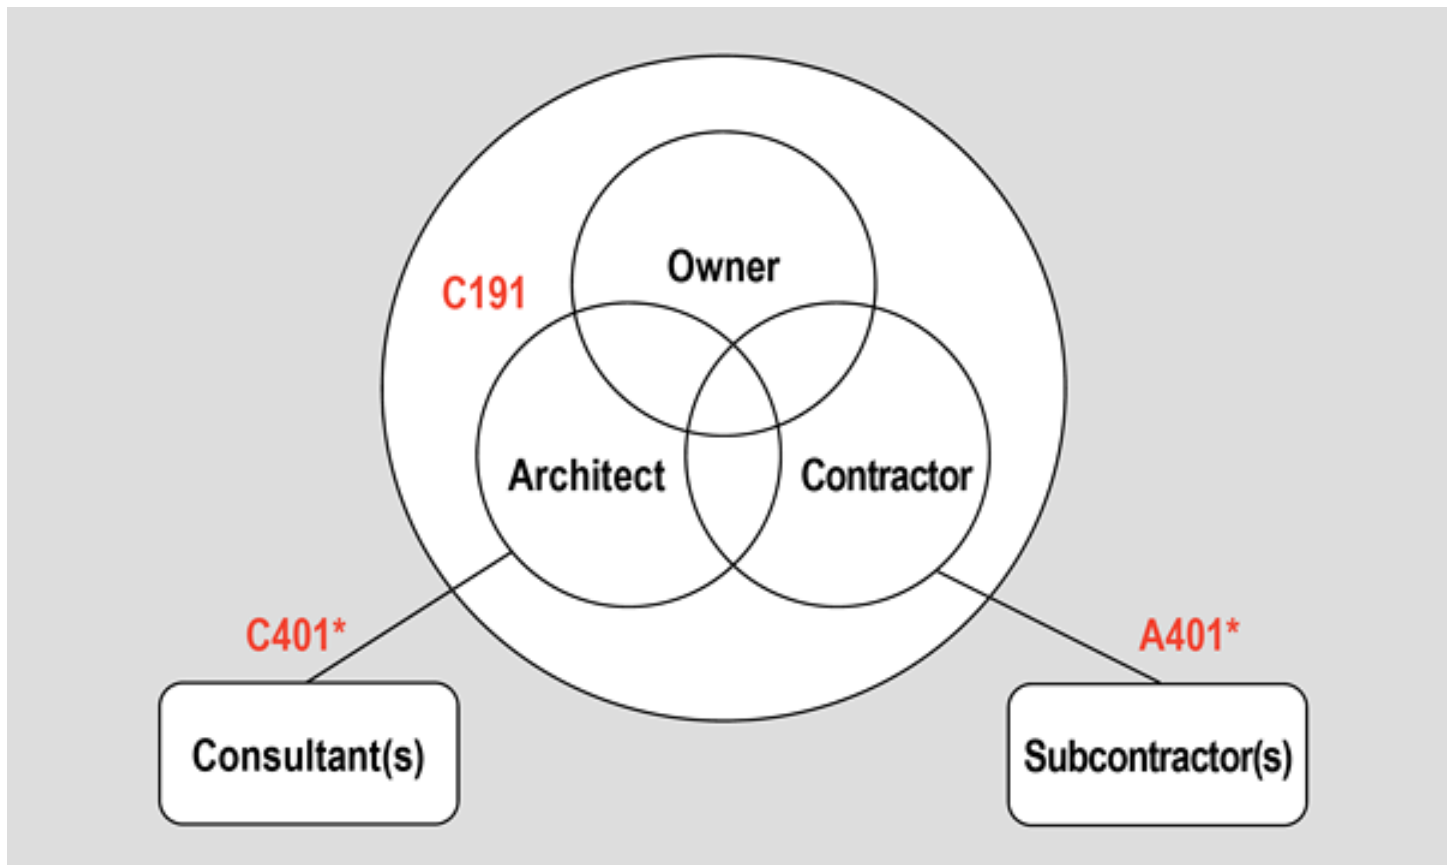 Owner
C191
Architect
Contractor
C401*
A401*
Consultant(s)
Subcontractor(s)